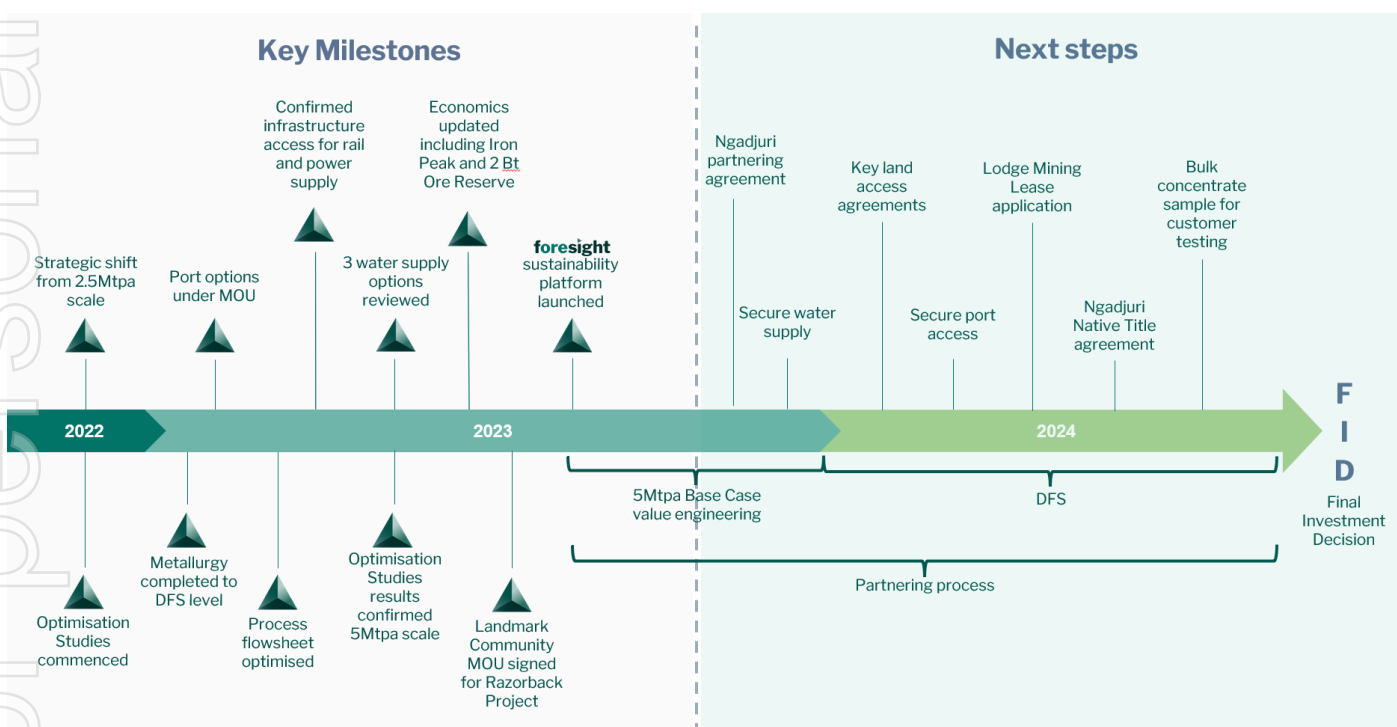 Key Milestones
Next steps
Confirmed
infrastructure
access for rail
and power
supply
Economics
updated
including Iron
Peak and 2 Bt
Ore Reserve
Strategic shift
from 2.5Mtpa
scale
Port options
under MOU
3 water supply
options
reviewed
foresight
sustainability
platform
launched
Ngadjuri
partnering
agreement
Secure water
supply
Key land
access
agreements
Secure port
access
Lodge Mining
Lease
application
Ngadjuri
Native Title
agreement
Bulk
concentrate
sample for
customer
testing
2022
2023
2024
F
I
D
Final
Investment
Decision
Optimisation
Studies
commenced
Metallurgy
completed to
DFS level
Process
flowsheet
optimised
Optimisation
Studies
results
confirmed
5Mtpa scale
Landmark
Community
MOU signed
for Razorback
Project
5Mtpa Base Case
value engineering
DFS
Partnering process